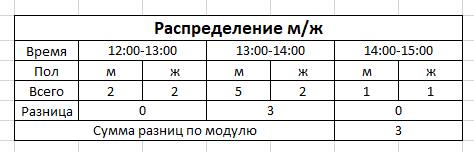 Распределение м/ж
Время 12:00-13:00 13:00-14:00 14:00-15:00
Пол м ж м ж м ж
Всего 2 2 5 2 1 1
Разница 0 3 0
Сумма разниц по модулю 3